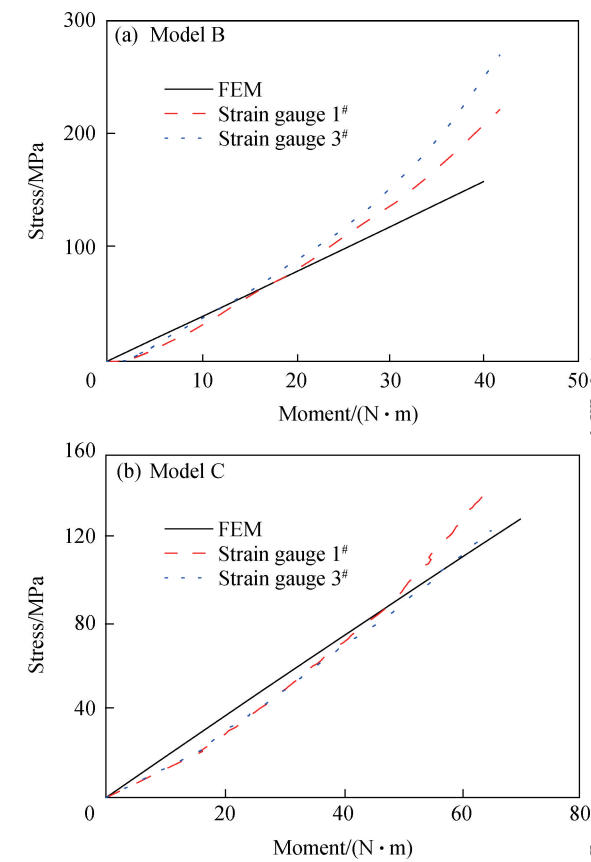 300
(a) Model B
FEM
Strain gauge 1#
200
Strain gauge 3#
Stress/MPa
100
0
10
20
30
40
50
Moment/(N·m)
160
(b) Model C
FEM
120
Strain gauge 1#
Strain gauge 3#
80
Stress/MPa
40
0
20
40
60
80
Moment/(N·m)